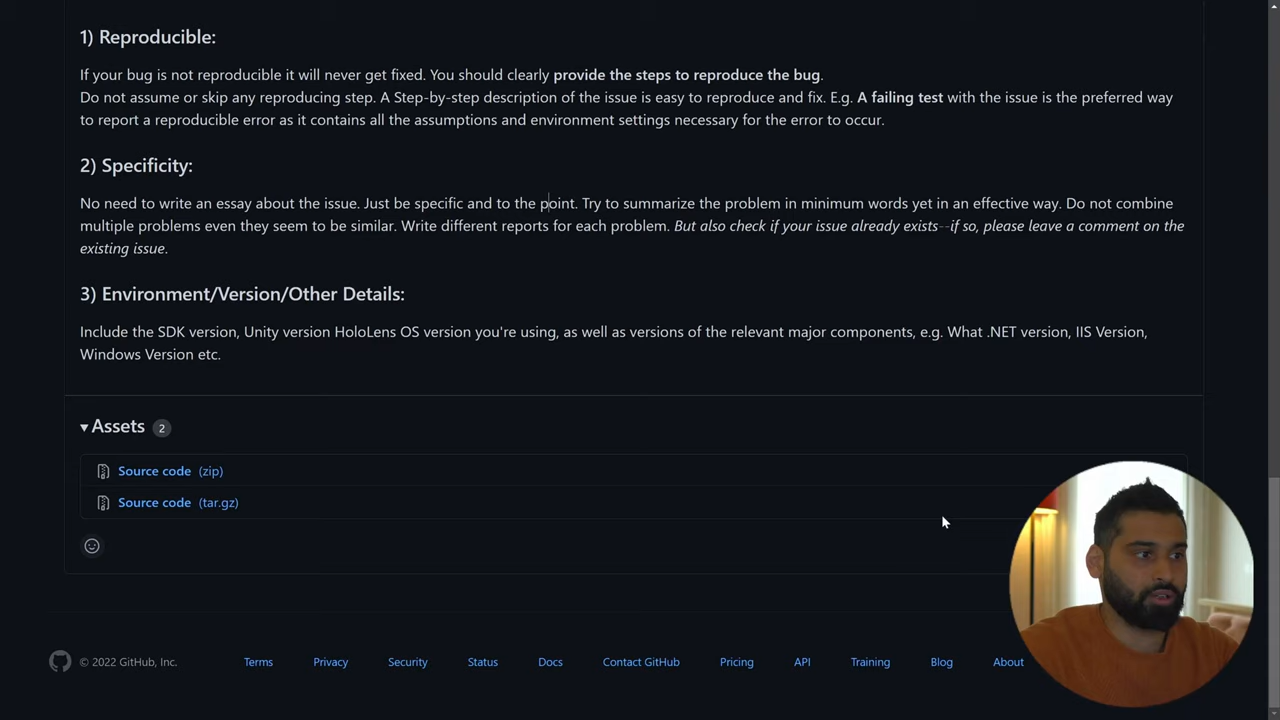 1) Reproducible:
If your bug is not reproducible it will never get fixed. You should clearly provide the steps to reproduce the bug.
Do not assume or skip any reproducing step. A Step-by-step description of the issue is easy to reproduce and fix. E.g. A failing test with the issue is the preferred way
to report a reproducible error as it contains all the assumptions and environment settings necessary for the error to occur.
2) Specificity:
No need to write an essay about the issue. Just be specific and to the point. Try to summarize the problem in minimum words yet in an effective way. Do not combine
multiple problems even they seem to be similar. Write different reports for each problem. But also check if your issue already exists--if so, please leave a comment on the
existing issue.
3) Environment/Version/Other Details:
Include the SDK version, Unity version HoloLens OS version you're using, as well as versions of the relevant major components, e.g. What .NET version, IIS Version,
Windows Version etc.
Assets 2
Source code (zip)
Source code (tar.gz)
© 2022 GitHub, Inc. Terms Privacy Security Status Docs Contact GitHub Pricing API Training Blog About